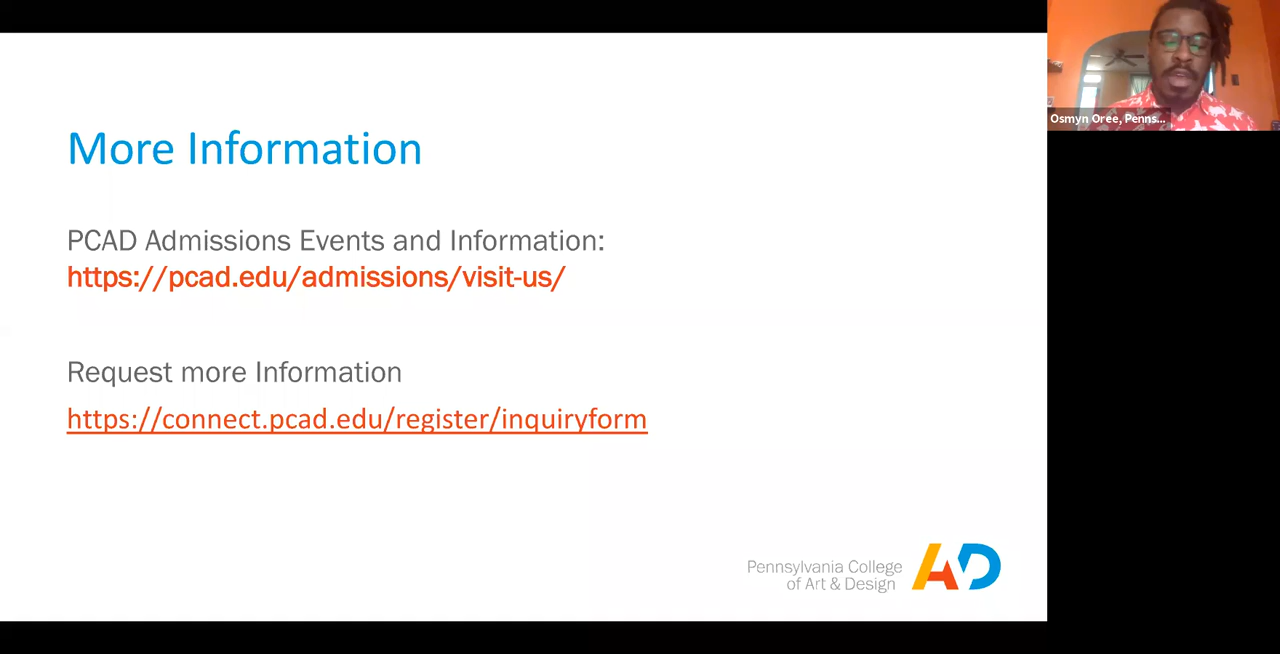 More Information
PCAD Admissions Events and Information:
https://pcad.edu/admissions/visit-us/
Request more Information
https://connect.pcad.edu/register/inquiryform
Pennsylvania College
of Art & Design
AD
Osmyn Oree, Penns...